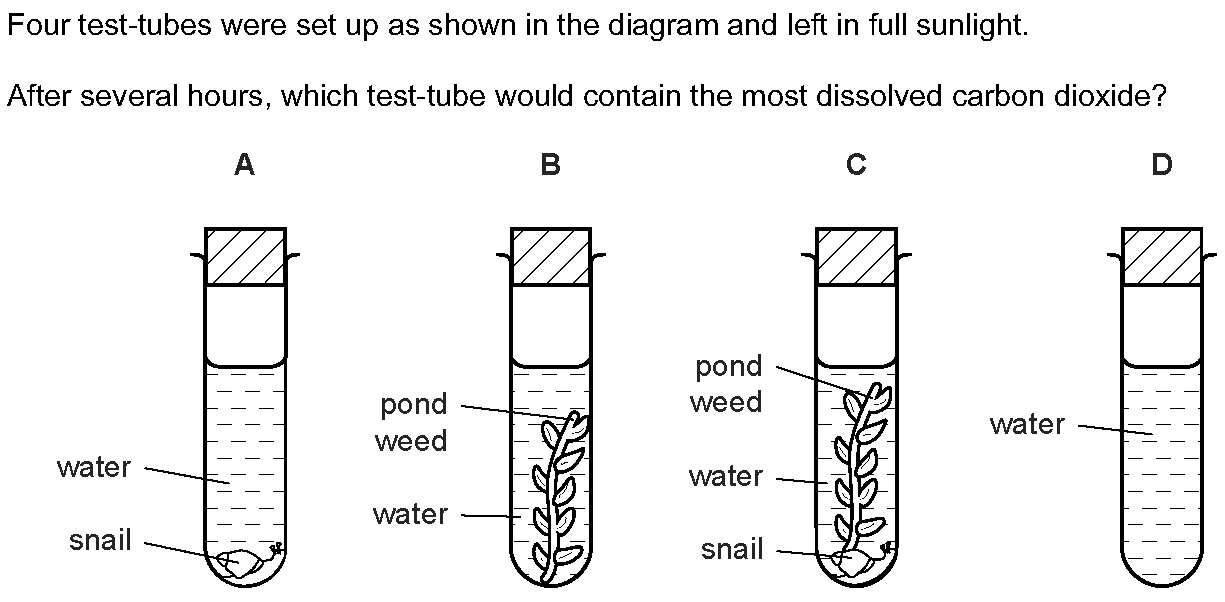 Four test-tubes were set up as shown in the diagram and left in full sunlight.
After several hours, which test-tube would contain the most dissolved carbon dioxide?
A
B
C
D
water
snail
pond
weed
water
pond
weed
water
snail
water